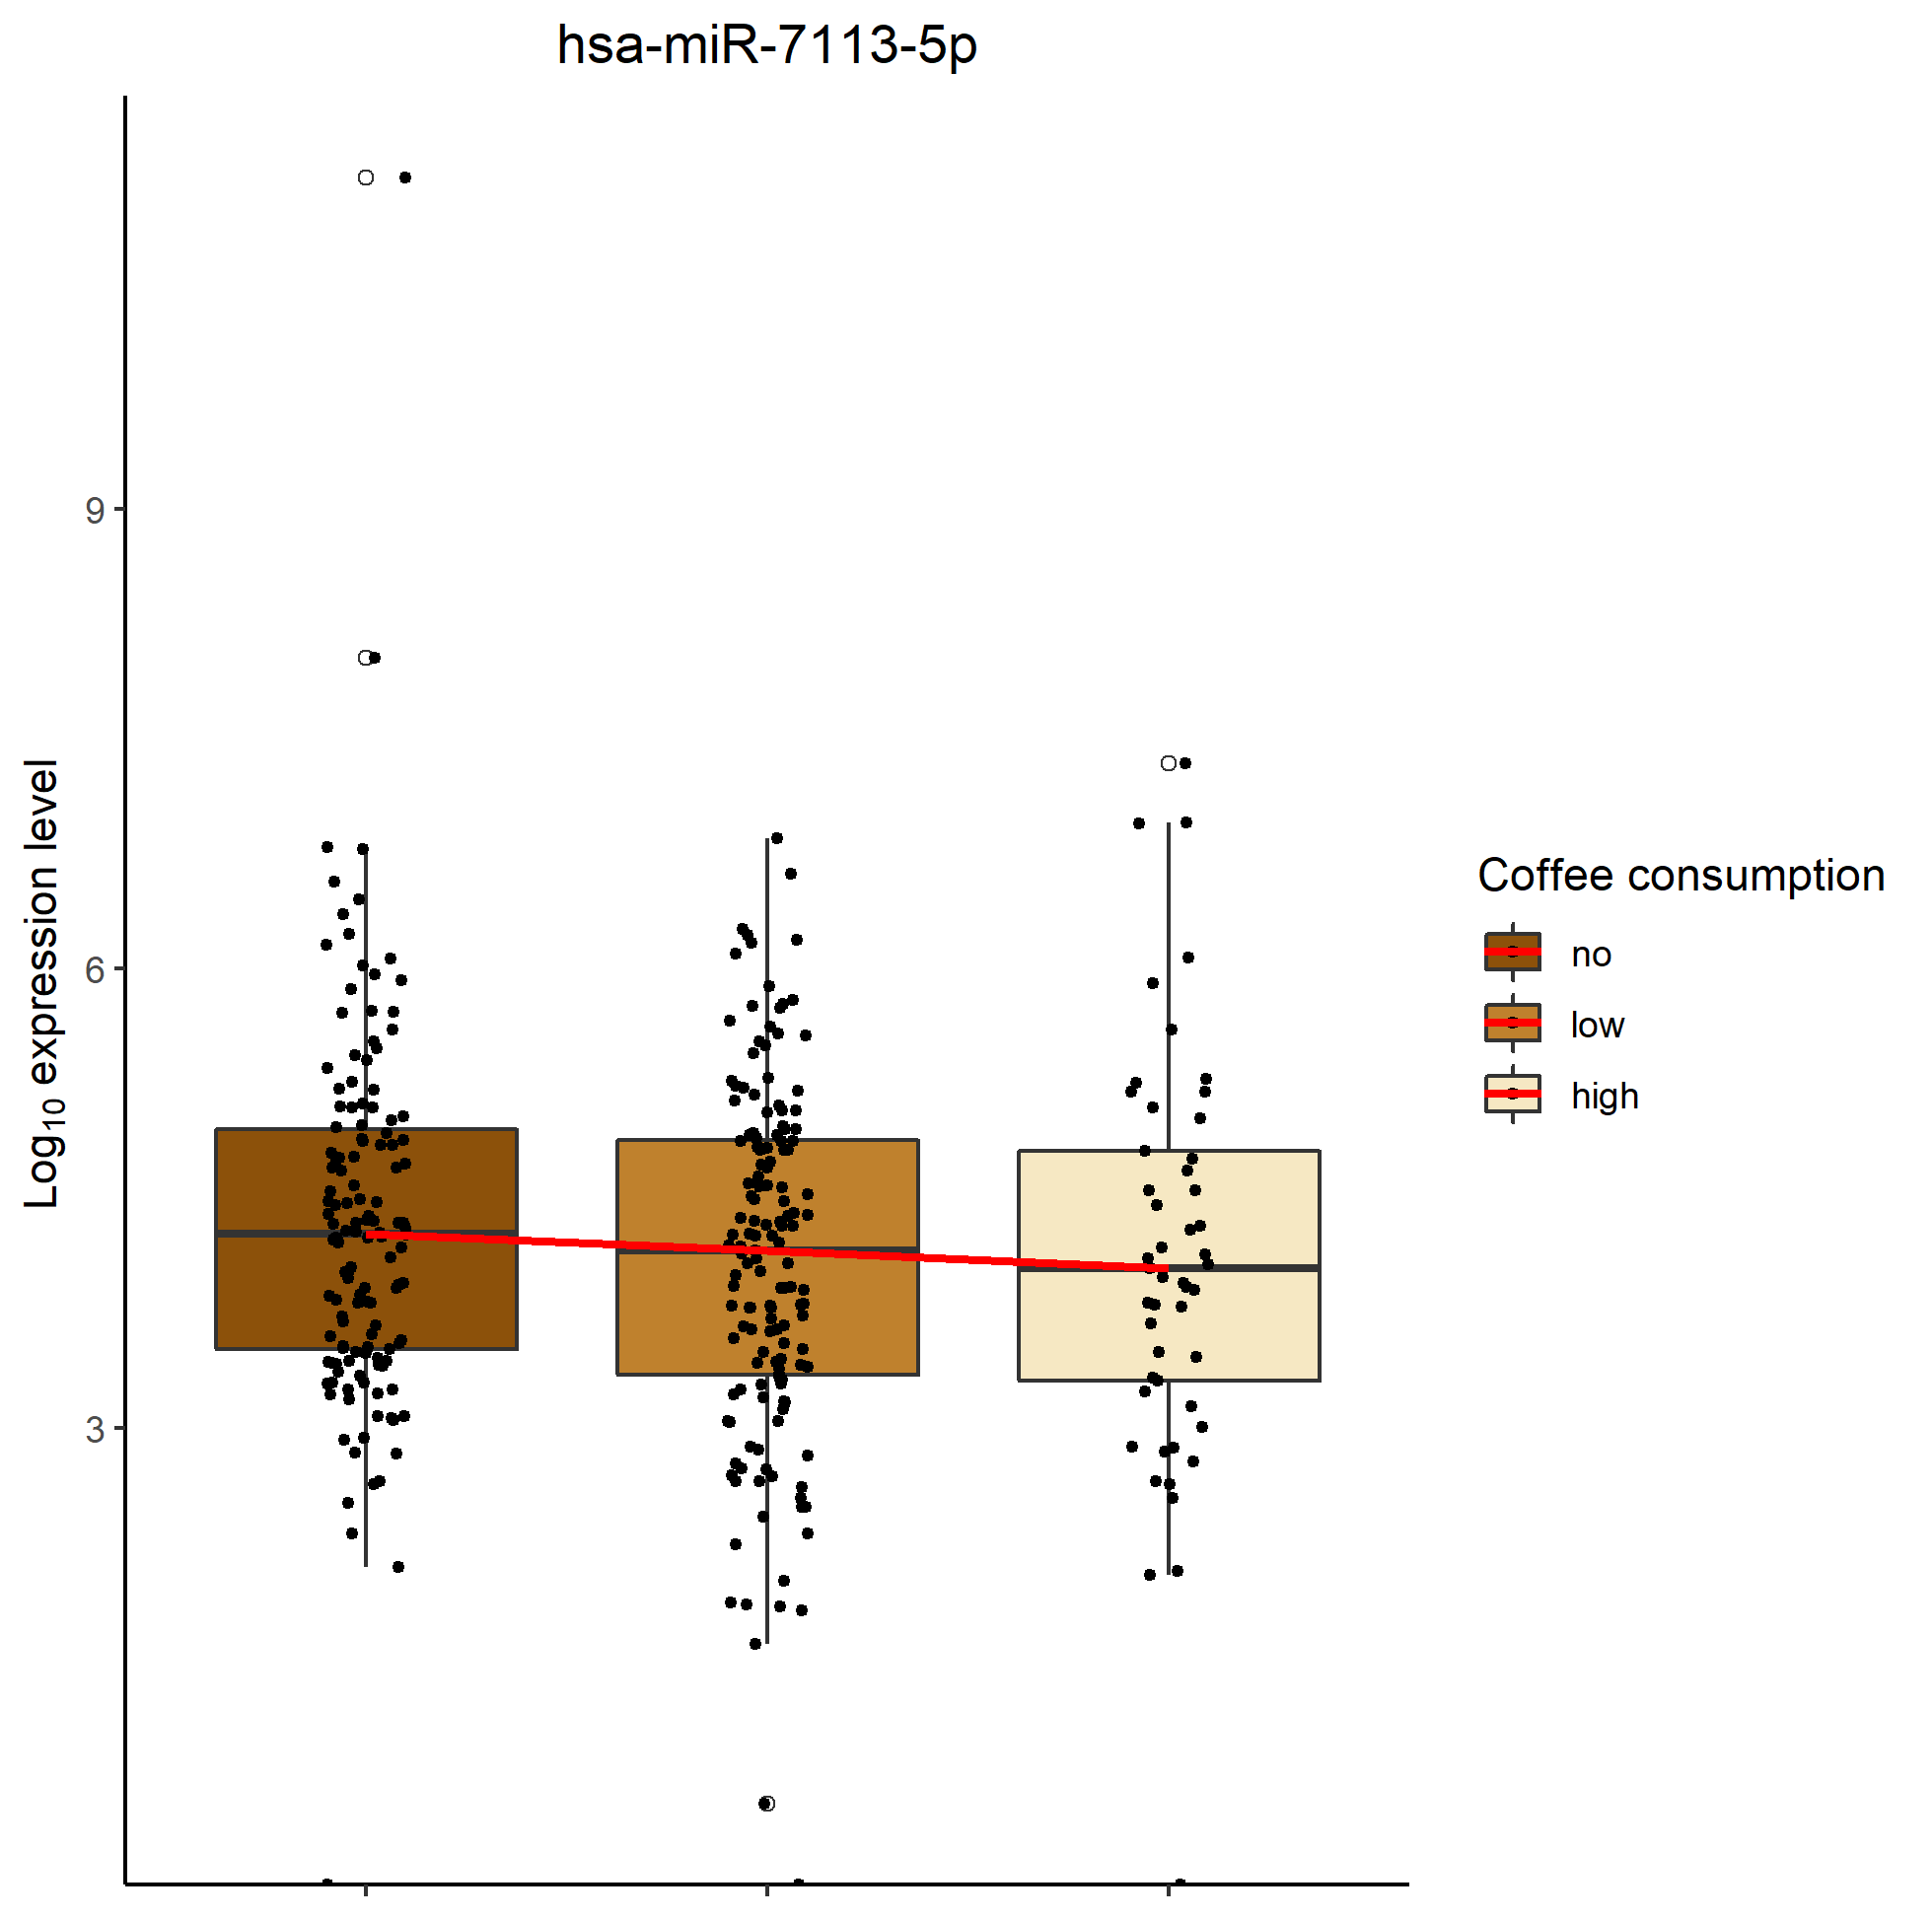 hsa-miR-7113-5p
9
6
3
Log₁₀ expression level
Coffee consumption
no
low
high